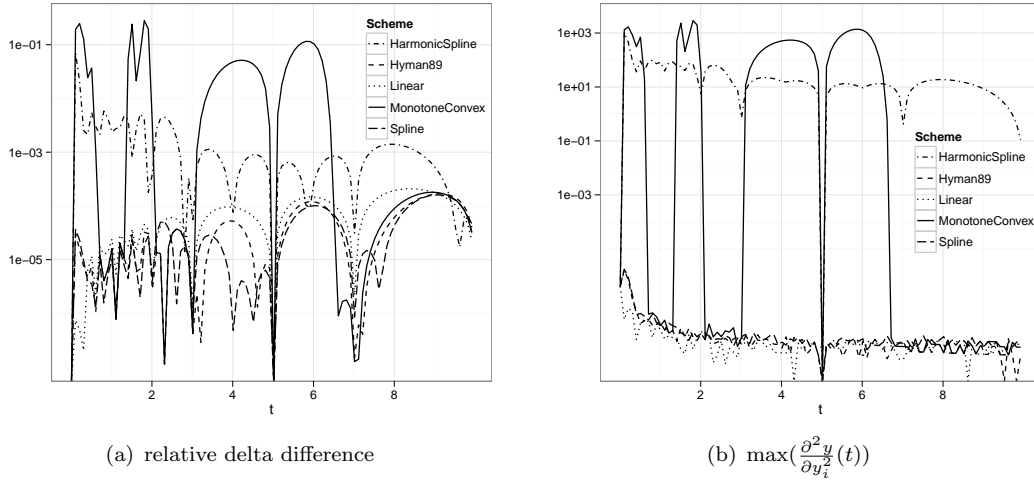 1e-01
1e-03
1e-05
2
4
6
8
t
Scheme
HarmonicSpline
Hyman89
Linear
MonotoneConvex
Spline
(a) relative delta difference
1e+03
1e+01
1e-01
1e-03
2
4
6
8
t
Scheme
HarmonicSpline
Hyman89
Linear
MonotoneConvex
Spline
(b) max(∂²y/∂y_i²(t))